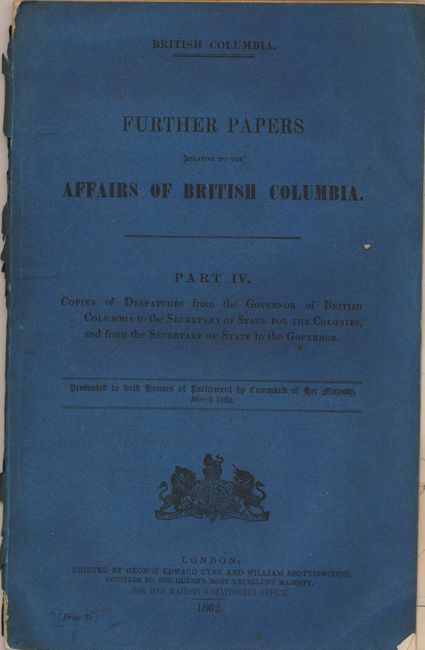 BRITISH COLUMBIA.
FURTHER PAPERS
RELATIVE TO THE
AFFAIRS OF BRITISH COLUMBIA.
PART IV.
COPIES of DESPATCHES from the GOVERNOR of BRITISH
COLUMBIA to the SECRETARY OF STATE FOR THE COLONIES,
and from the SECRETARY OF STATE to the GOVERNOR.
Presented to both Houses of Parliament by Command of Her Majesty,
March 1862.
LONDON:
PRINTED BY GEORGE EDWARD EYRE AND WILLIAM SPOTTISWOODE,
PRINTERS TO THE QUEEN'S MOST EXCELLENT MAJESTY.
FOR HER MAJESTY'S STATIONERY OFFICE.
1862.
[Price